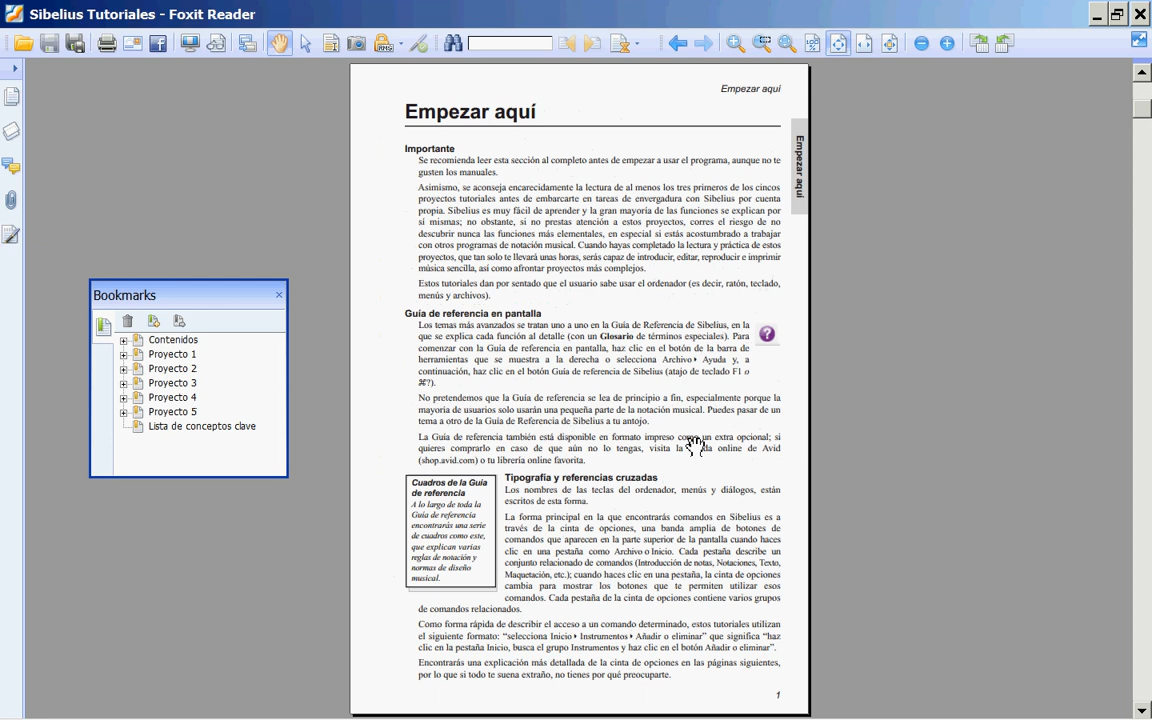 Sibelius Tutoriales - Foxit Reader
Bookmarks
Contenidos
Proyecto 1
Proyecto 2
Proyecto 3
Proyecto 4
Proyecto 5
Lista de conceptos clave
Empezar aquí
Empezar aquí
Empezar aquí
Importante
Se recomienda leer esta sección al completo antes de empezar a usar el programa, aunque no te
gusten los manuales.
Asimismo, se aconseja encarecidamente la lectura de al menos los tres primeros de los cincos
proyectos tutoriales antes de embarcarte en tareas de envergadura con Sibelius por cuenta
propia. Sibelius es muy fácil de aprender y la gran mayoría de las funciones se explican por
sí mismas; no obstante, si no prestas atención a estos proyectos, corres el riesgo de no
descubrir nunca las funciones más elementales, en especial si estás acostumbrado a trabajar
con otros programas de notación musical. Cuando hayas completado la lectura y práctica de estos
proyectos, que tan solo te llevará unas horas, serás capaz de introducir, editar, reproducir e imprimir
música sencilla, así como afrontar proyectos más complejos.
Estos tutoriales dan por sentado que el usuario sabe usar el ordenador (es decir, ratón, teclado,
menús y archivos).
Guía de referencia en pantalla
Los temas más avanzados se tratan uno a uno en la Guía de Referencia de Sibelius, en la
que se explica cada función al detalle (con un Glosario de términos especiales). Para
comenzar con la Guía de referencia en pantalla, haz clic en el botón de la barra de
herramientas que se muestra a la derecha o selecciona Archivo▸ Ayuda y, a
continuación, haz clic en el botón Guía de referencia de Sibelius (atajo de teclado F1 o
⌘?).
No pretendemos que la Guía de referencia se lea de principio a fin, especialmente porque la
mayoría de usuarios solo usarán una pequeña parte de la notación musical. Puedes pasar de un
tema a otro de la Guía de Referencia de Sibelius a tu antojo.
La Guía de referencia también está disponible en formato impreso como un extra opcional; si
quieres comprarlo en caso de que aún no lo tengas, visita la online de Avid
(shop.avid.com) o tu librería online favorita.
Cuadros de la Guía
de referencia
A lo largo de toda la
Guía de referencia
encontrarás una serie
de cuadros como este,
que explican varias
reglas de notación y
normas de diseño
musical.
Tipografía y referencias cruzadas
Los nombres de las teclas del ordenador, menús y diálogos, están
escritos de esta forma.
La forma principal en la que encontrarás comandos en Sibelius es a
través de la cinta de opciones, una banda amplia de botones de
comandos que aparecen en la parte superior de la pantalla cuando haces
clic en una pestaña como Archivo o Inicio. Cada pestaña describe un
conjunto relacionado de comandos (Introducción de notas, Notaciones, Texto,
Maquetación, etc.); cuando haces clic en una pestaña, la cinta de opciones
cambia para mostrar los botones que te permiten utilizar esos
comandos. Cada pestaña de la cinta de opciones contiene varios grupos
de comandos relacionados.
Como forma rápida de describir el acceso a un comando determinado, estos tutoriales utilizan
el siguiente formato: “selecciona Inicio▸ Instrumentos▸ Añadir o eliminar” que significa “haz
clic en la pestaña Inicio, busca el grupo Instrumentos y haz clic en el botón Añadir o eliminar”.
Encontrarás una explicación más detallada de la cinta de opciones en las páginas siguientes,
por lo que si todo te suena extraño, no tienes por qué preocuparte.
1